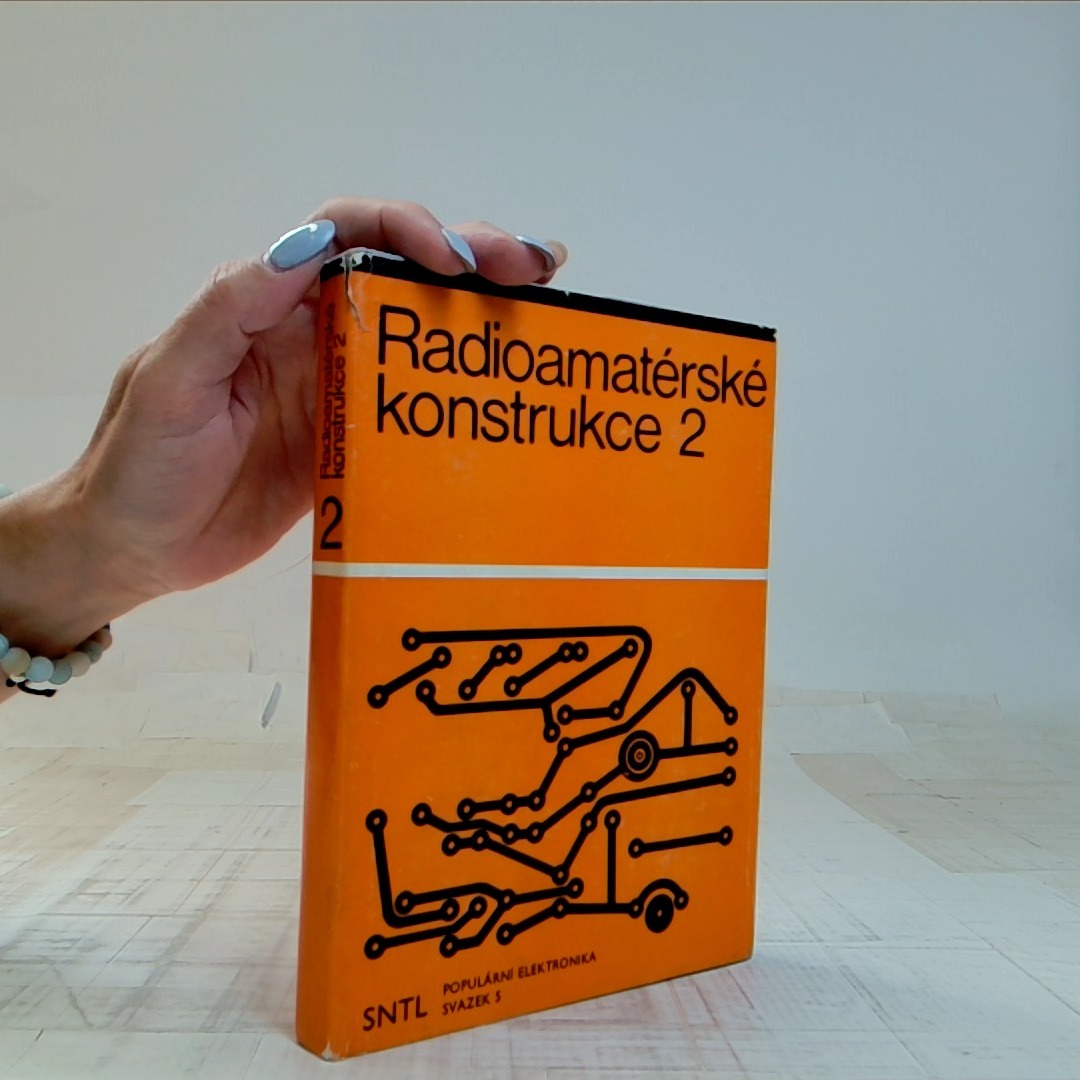 Radioamatérské
konstrukce 2
Radioamatérské
konstrukce 2
2
SNTL
POPULÁRNÍ ELEKTRONIKA
SVAZEK 5